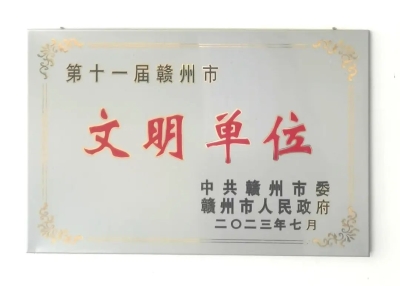 第十一届赣州市
文明单位
中共赣州市委
赣州市人民政府
二〇二三年七月